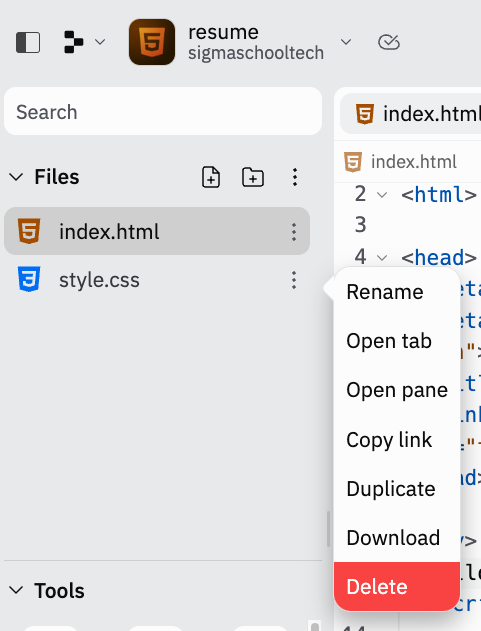 resume
sigmaschooltech
Search
index.html
Files
index.html
index.html
style.css
2 <html>
3
4 <head>
Rename
Open tab
Open pane
Copy link
Duplicate
Download
Delete
Tools